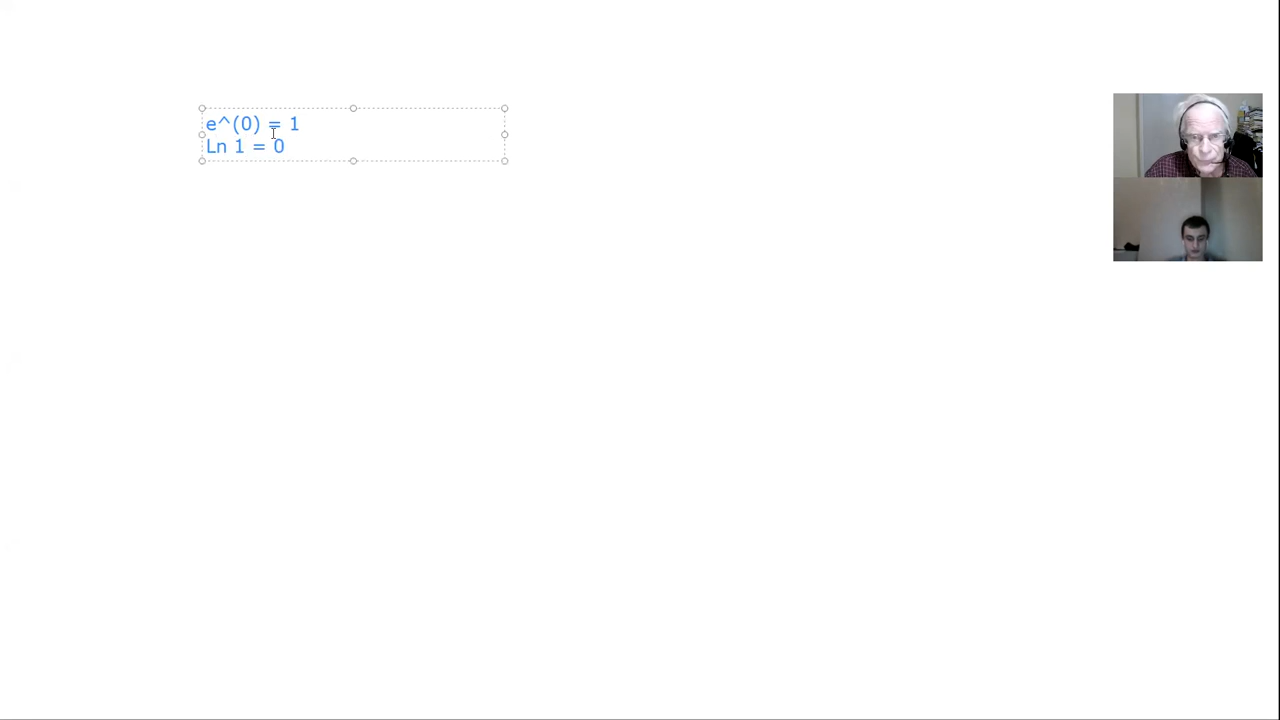 e^(0) = 1
Ln 1 = 0